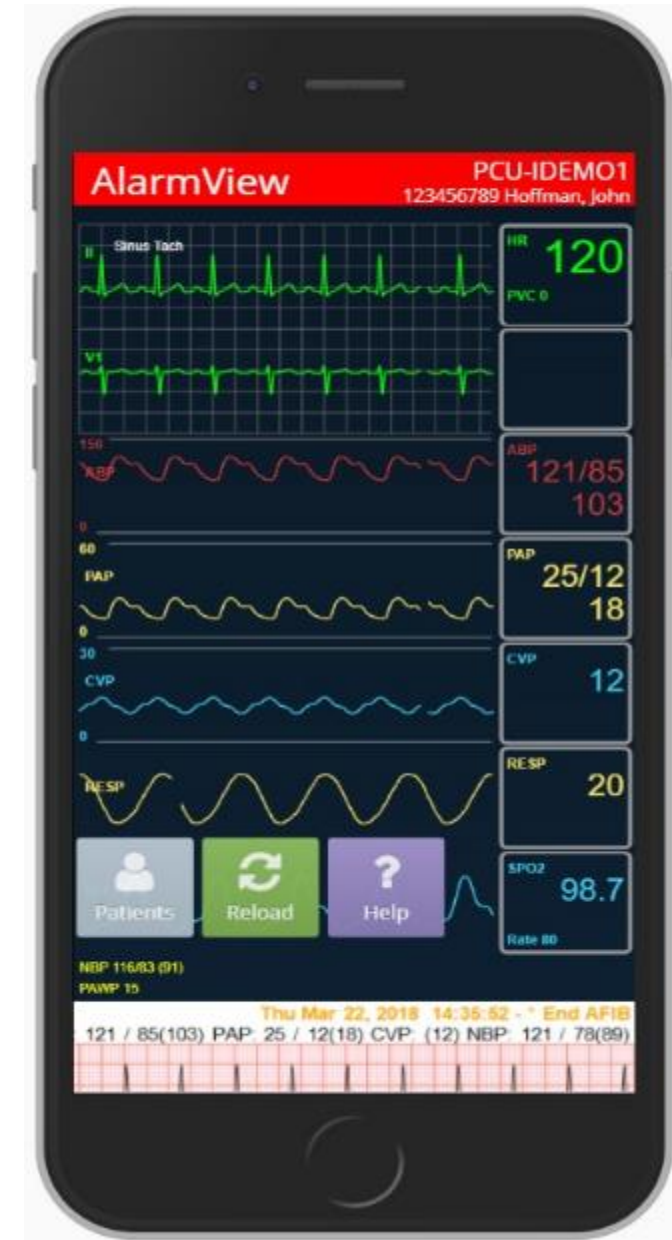 AlarmView
PCU-IDEMO1
123456789 Hoffman, John
II Sinus Tach
HR 120
PVC 0
V1
150
ABP
0
ABP
121/85
103
60
PAP
0
PAP
25/12
18
30
CVP
0
CVP
12
RESP
RESP
20
Patients
Reload
? Help
SPO2
98.7
Rate 80
NBP 116/83 (91)
PAWP 15
Thu Mar 22, 2018 14:35:52 - * End AFIB
: 121 / 85(103) PAP: 25 / 12(18) CVP: (12) NBP: 121 / 78(89)